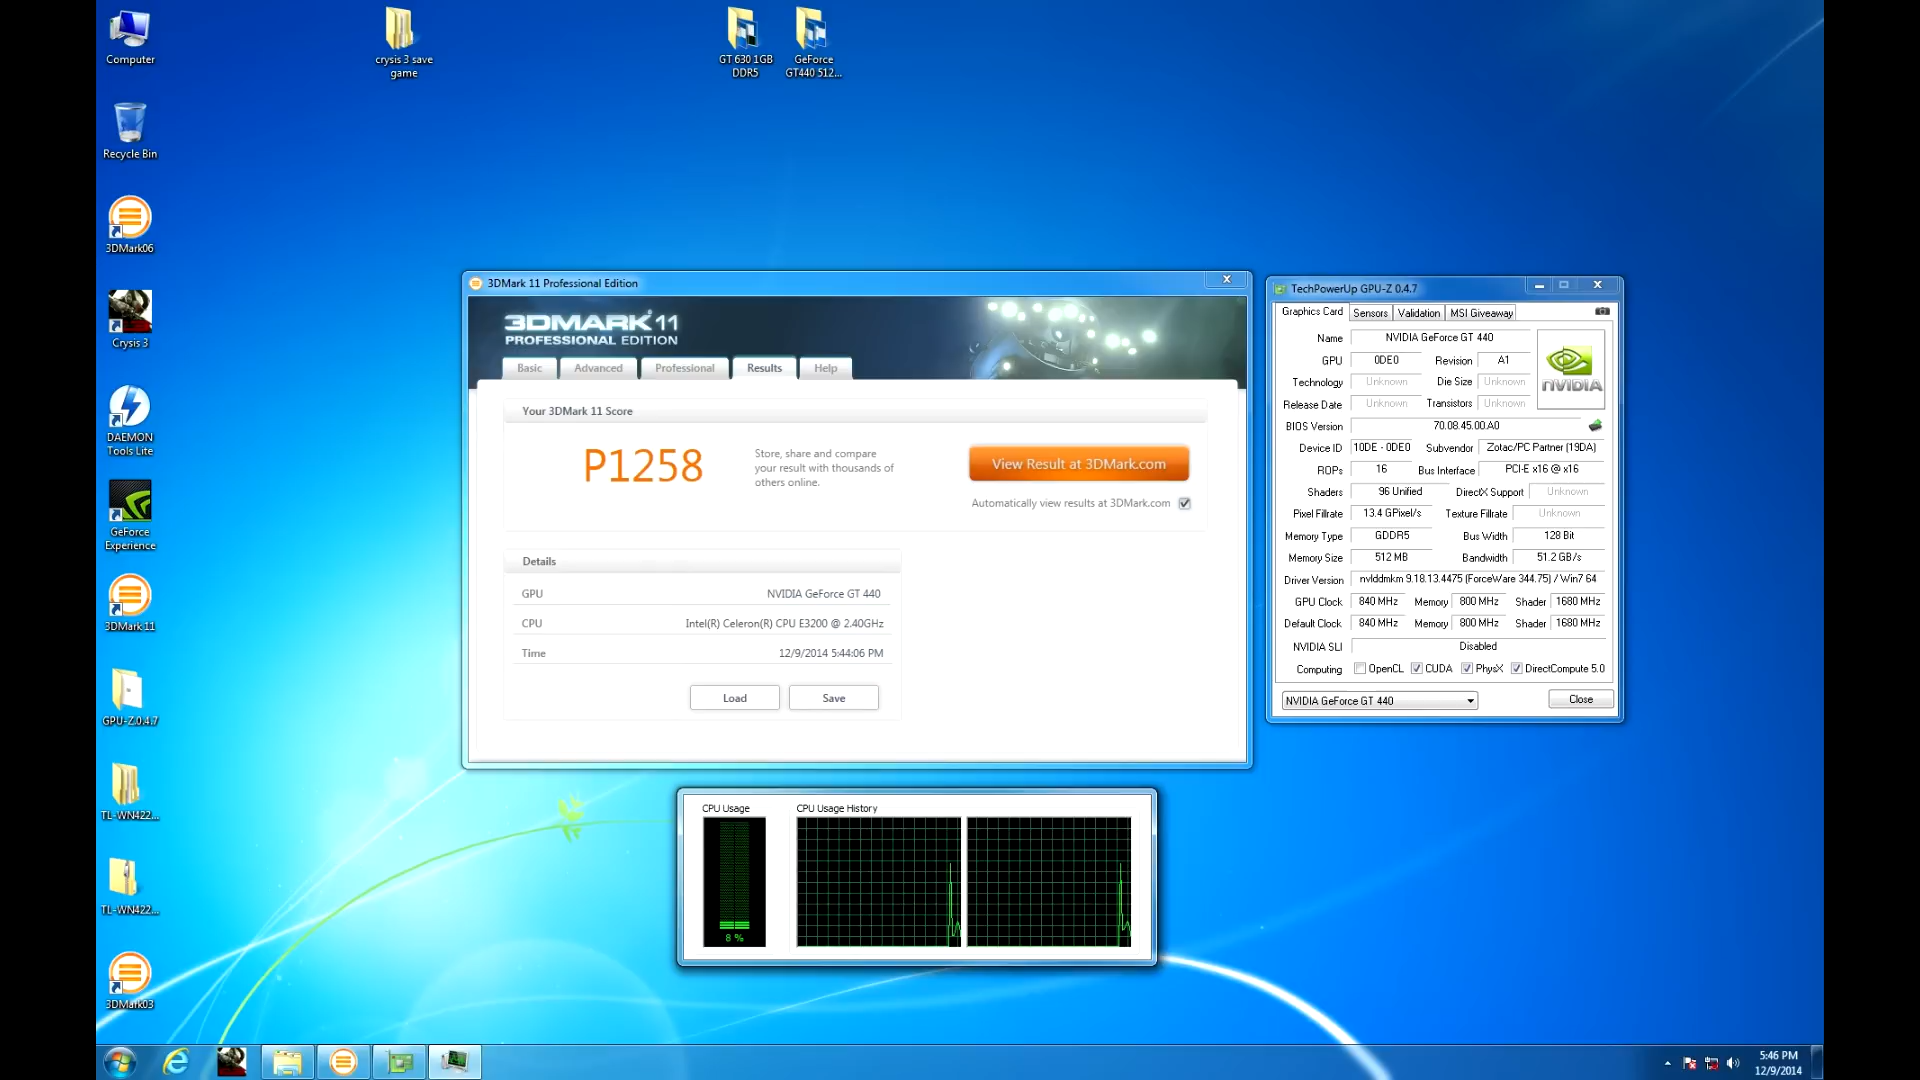 Computer
Recycle Bin
3DMark06
Crysis 3
DAEMON
Tools Lite
GeForce
Experience
3DMark 11
GPU-Z.0.4.7
TL-WN422...
TL-WN422...
3DMark03
crysis 3 save
game
GT 630 1GB
DDR5
GeForce
GT440 512...
3DMark 11 Professional Edition
3DMARK 11
PROFESSIONAL EDITION
Basic Advanced Professional Results Help
Your 3DMark 11 Score
P1258
Store, share and compare
your result with thousands of
others online.
View Result at 3DMark.com
Automatically view results at 3DMark.com
Details
GPU NVIDIA GeForce GT 440
CPU Intel(R) Celeron(R) CPU E3200 @ 2.40GHz
Time 12/9/2014 5:44:06 PM
Load Save
TechPowerUp GPU-Z 0.4.7
Graphics Card Sensors Validation MSI Giveaway
Name NVIDIA GeForce GT 440
GPU 0DE0 Revision A1
Technology Unknown Die Size Unknown
Release Date Unknown Transistors Unknown
nVIDIA
BIOS Version 70.08.45.00.A0
Device ID 10DE - 0DE0 Subvendor Zotac/PC Partner (19DA)
ROPs 16 Bus Interface PCI-E x16 @ x16
Shaders 96 Unified DirectX Support Unknown
Pixel Fillrate 13.4 GPixel/s Texture Fillrate Unknown
Memory Type GDDR5 Bus Width 128 Bit
Memory Size 512 MB Bandwidth 51.2 GB/s
Driver Version nvlddmkm 9.18.13.4475 (ForceWare 344.75) / Win7 64
GPU Clock 840 MHz Memory 800 MHz Shader 1680 MHz
Default Clock 840 MHz Memory 800 MHz Shader 1680 MHz
NVIDIA SLI Disabled
Computing OpenCL CUDA PhysX DirectCompute 5.0
NVIDIA GeForce GT 440 Close
CPU Usage CPU Usage History
8 %
5:46 PM
12/9/2014